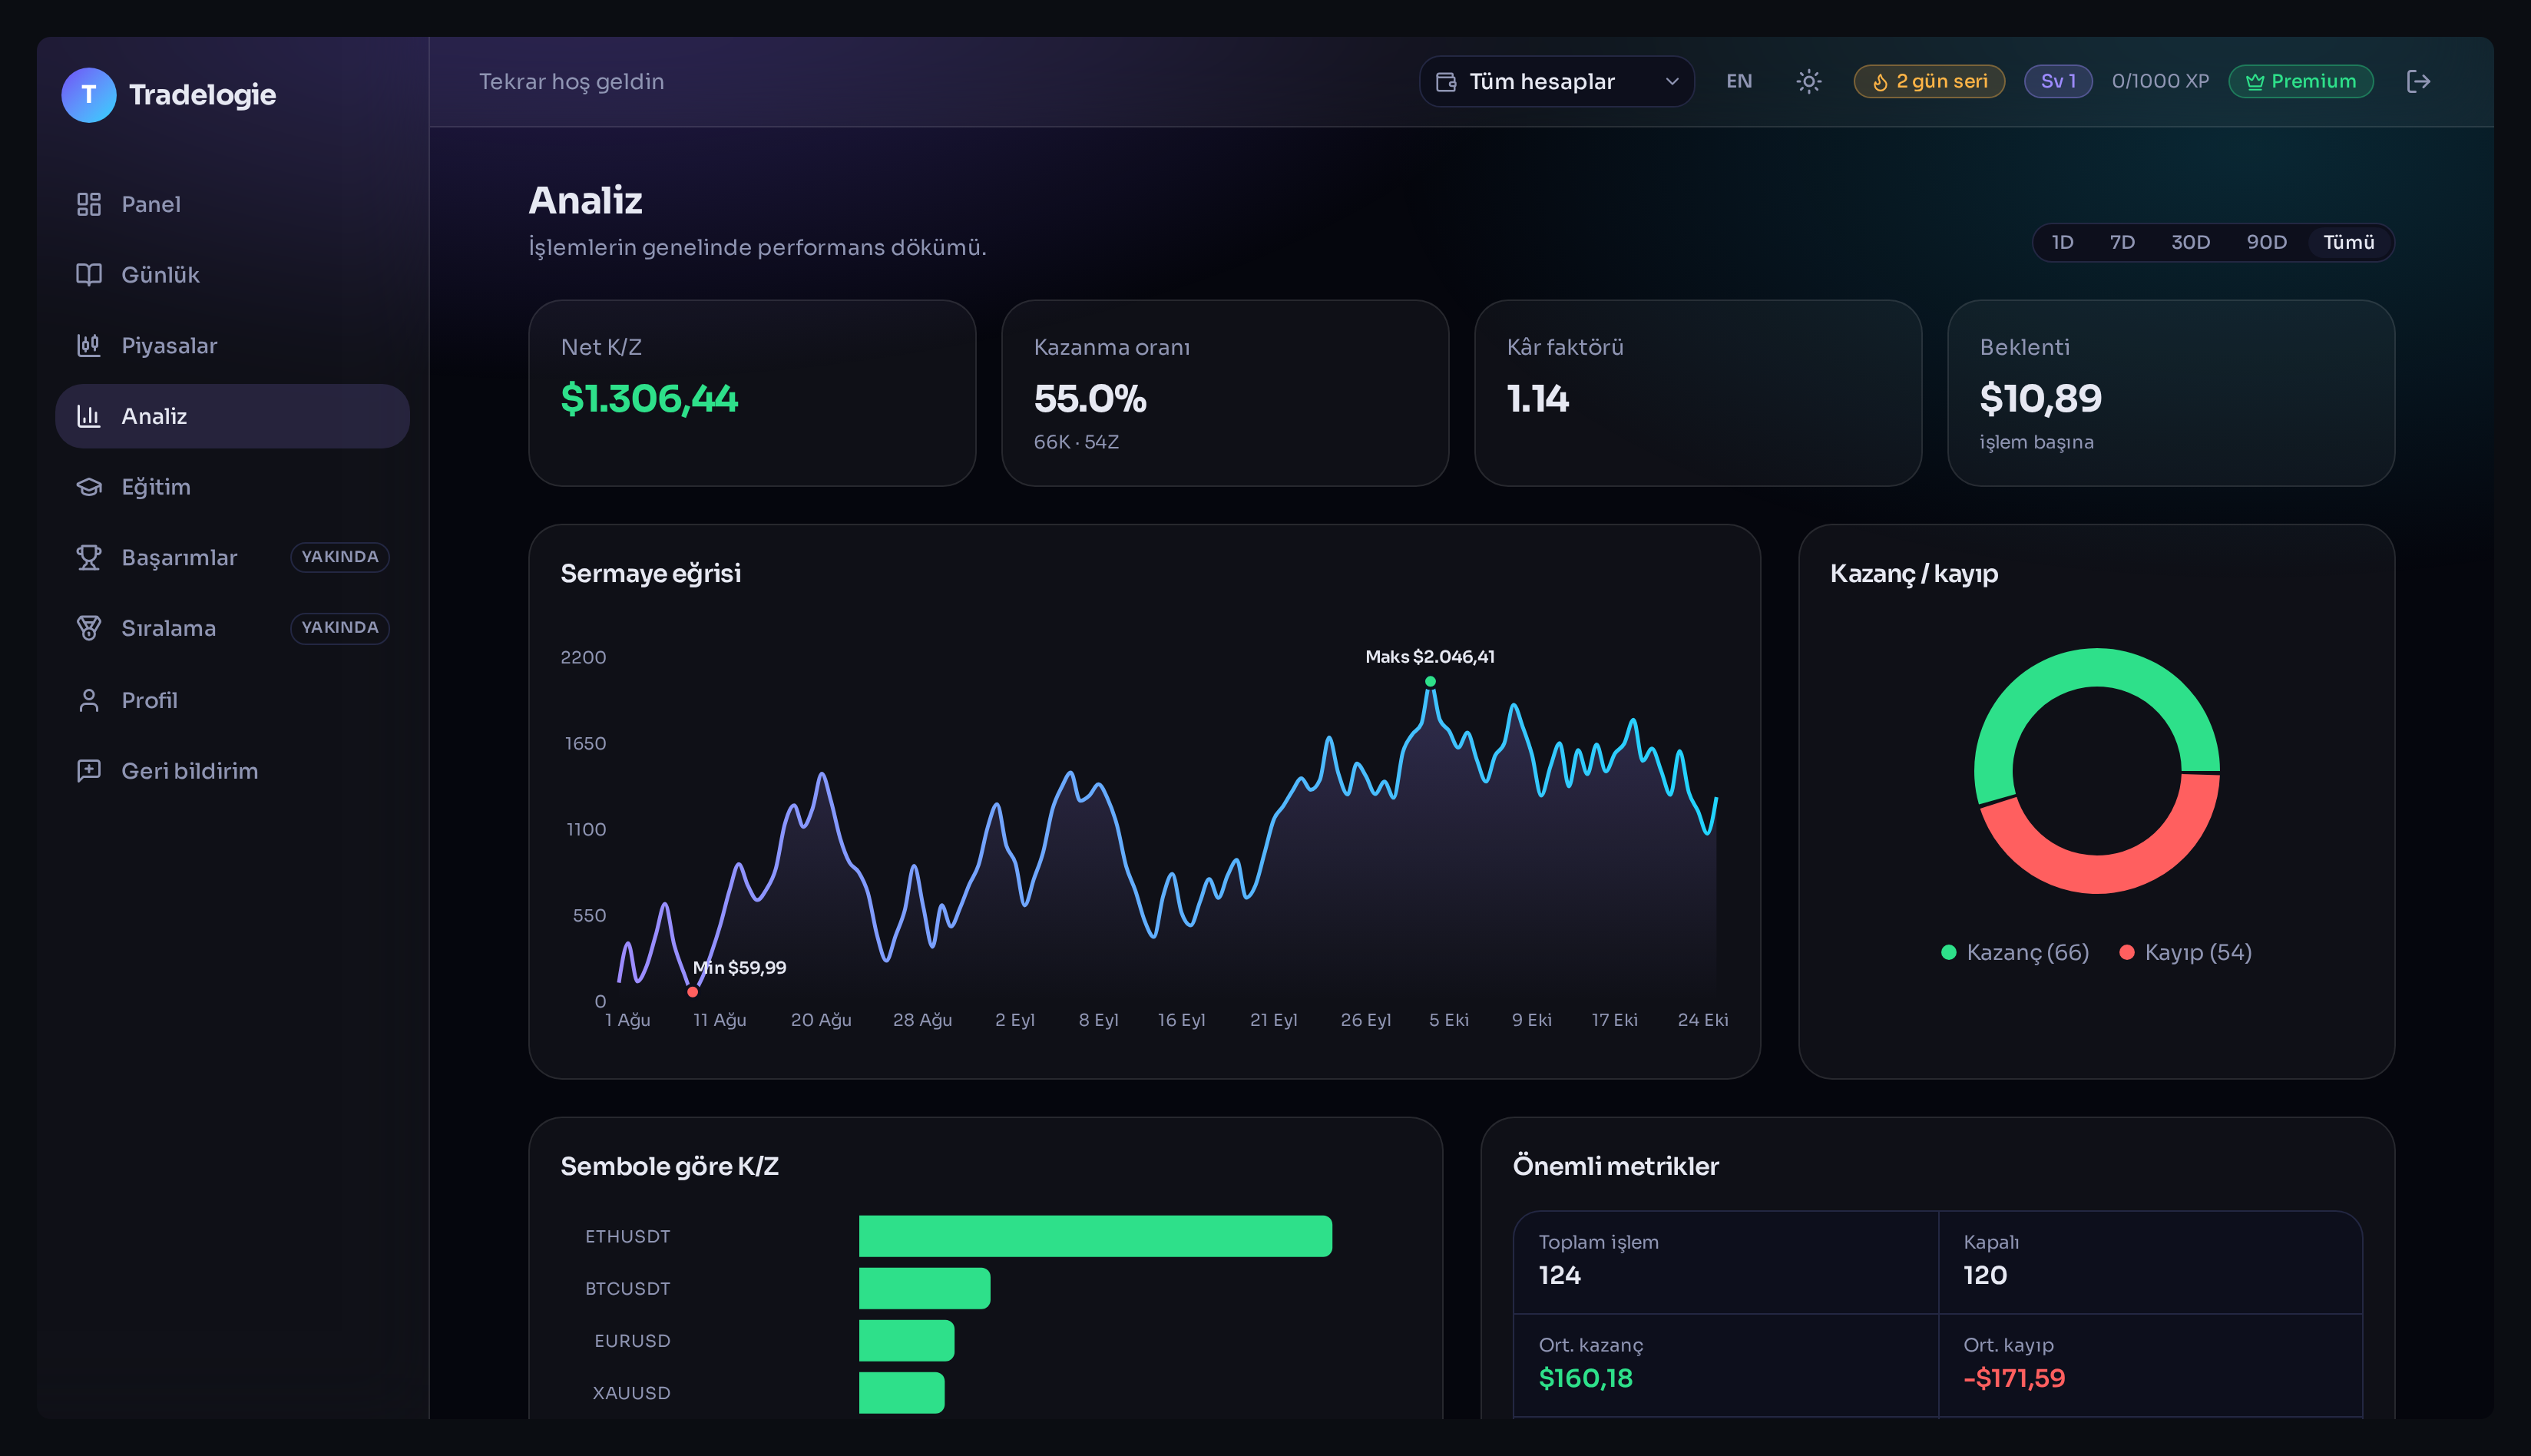 T Tradelogie
Tekrar hoş geldin
Tüm hesaplar
EN
2 gün seri
Sv 1
0/1000 XP
Premium
Panel
Günlük
Piyasalar
Analiz
Eğitim
Başarımlar YAKINDA
Sıralama YAKINDA
Profil
Geri bildirim
Analiz
İşlemlerin genelinde performans dökümü.
1D 7D 30D 90D Tümü
Net K/Z
$1.306,44
Kazanma oranı
55.0%
66K · 54Z
Kâr faktörü
1.14
Beklenti
$10,89
işlem başına
Sermaye eğrisi
2200
1650
1100
550
0
Maks $2.046,41
Min $59,99
1 Ağu 11 Ağu 20 Ağu 28 Ağu 2 Eyl 8 Eyl 16 Eyl 21 Eyl 26 Eyl 5 Eki 9 Eki 17 Eki 24 Eki
Kazanç / kayıp
Kazanç (66) Kayıp (54)
Sembole göre K/Z
ETHUSDT
BTCUSDT
EURUSD
XAUUSD
Önemli metrikler
Toplam işlem
124
Kapalı
120
Ort. kazanç
$160,18
Ort. kayıp
-$171,59